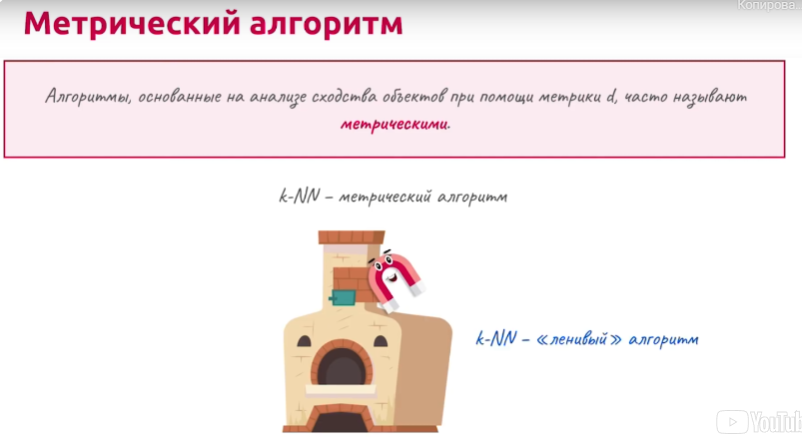 Копирова
Метрический алгоритм
Алгоритмы, основанные на анализе сходства объектов при помощи метрики d, часто называют
метрическими.
k-NN – метрический алгоритм
k-NN – «ленивый» алгоритм
YouTub